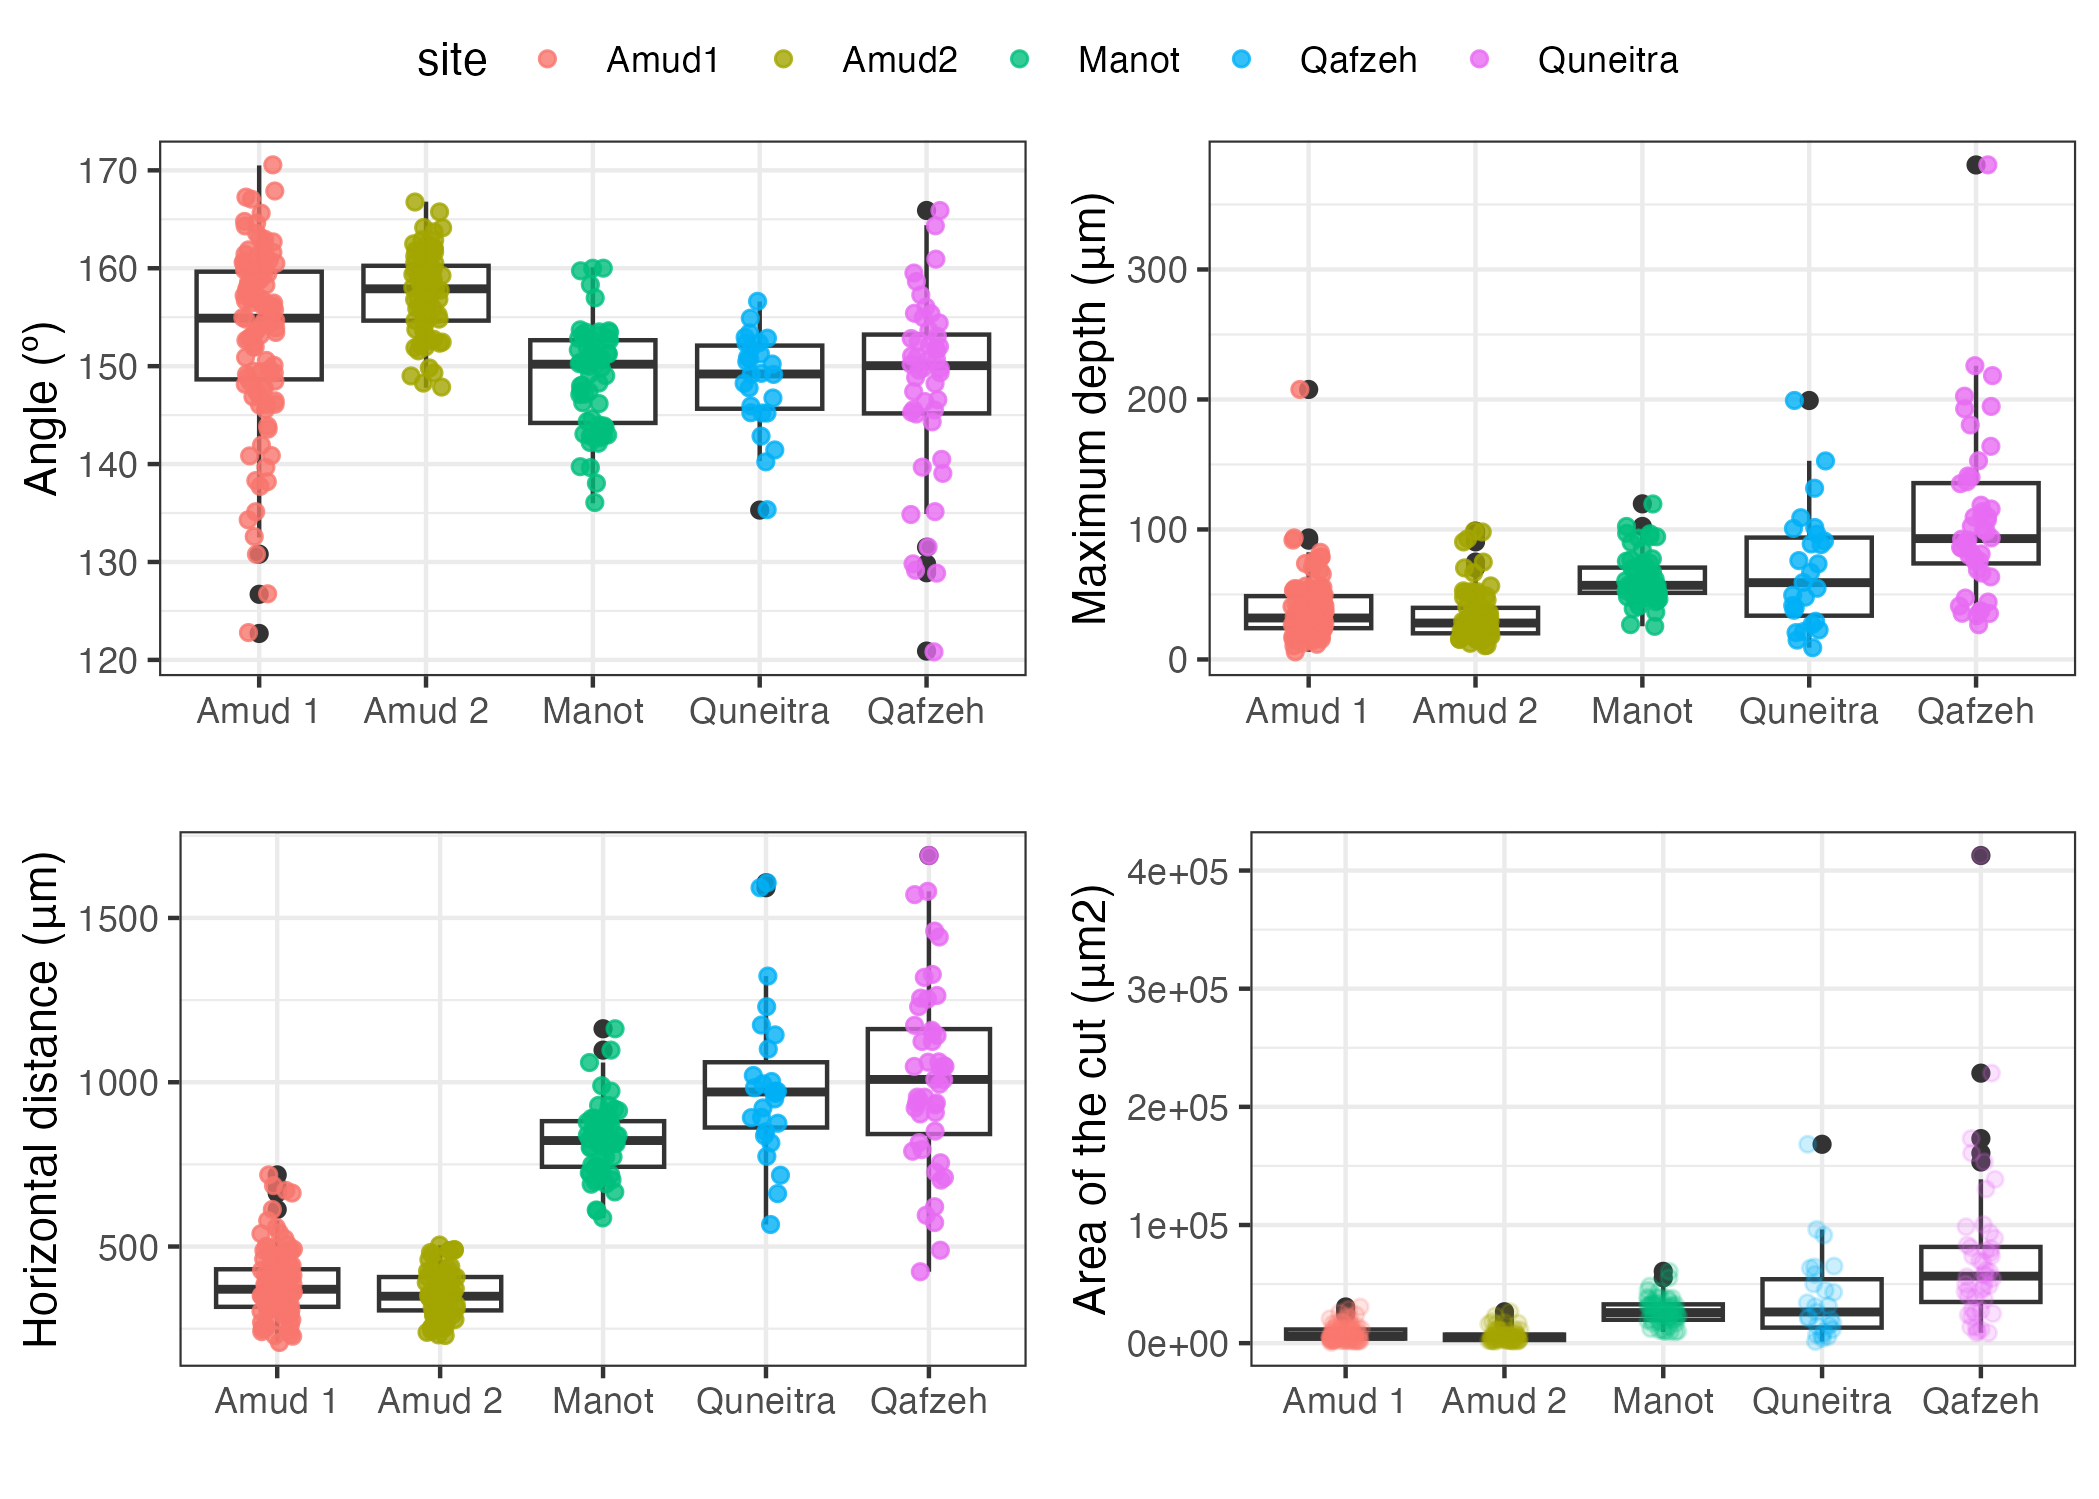 site Amud1 Amud2 Manot Qafzeh Quneitra
Angle (º)
170
160
150
140
130
120
Amud 1 Amud 2 Manot Quneitra Qafzeh
Maximum depth (µm)
300
200
100
0
Amud 1 Amud 2 Manot Quneitra Qafzeh
Horizontal distance (µm)
1500
1000
500
Amud 1 Amud 2 Manot Quneitra Qafzeh
Area of the cut (µm2)
4e+05
3e+05
2e+05
1e+05
0e+00
Amud 1 Amud 2 Manot Quneitra Qafzeh